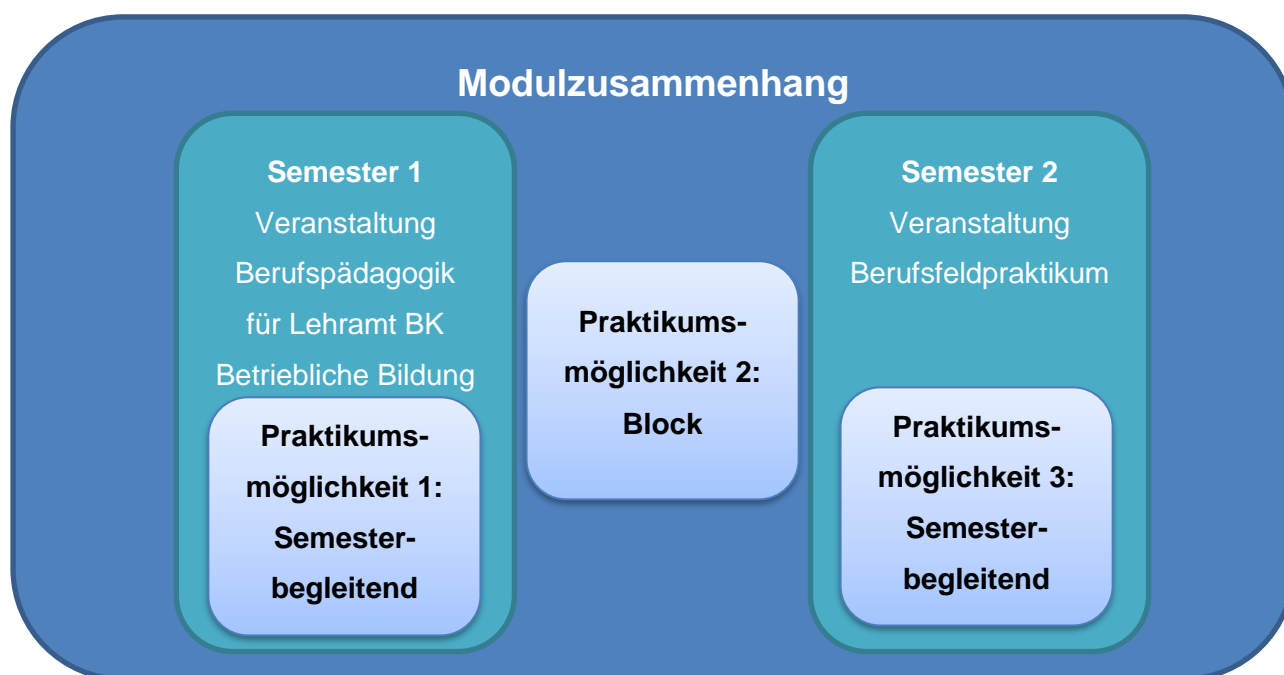 Modulzusammenhang
Semester 1
Veranstaltung
Berufspädagogik
für Lehramt BK
Betriebliche Bildung
Praktikums-
möglichkeit 1:
Semester-
begleitend
Praktikums-
möglichkeit 2:
Block
Semester 2
Veranstaltung
Berufsfeldpraktikum
Praktikums-
möglichkeit 3:
Semester-
begleitend